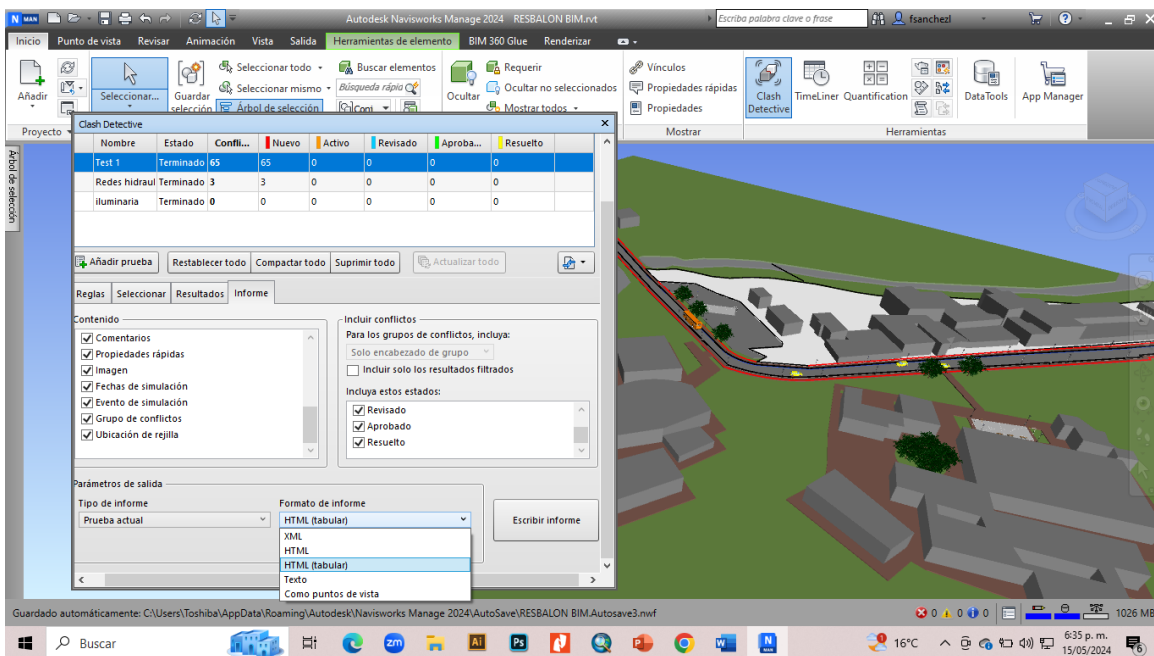 N MAN
Autodesk Navisworks Manage 2024 RESBALON BIM.rvt
Escriba palabra clave o frase
fsanchezl
Inicio Punto de vista Revisar Animación Vista Salida Herramientas de elemento BIM 360 Glue Renderizar
Añadir
Proyecto
Seleccionar...
Guardar selección
Seleccionar todo
Seleccionar mismo
Árbol de selección
Buscar elementos
Búsqueda rápida
Conj
Ocultar
Requerir
Ocultar no seleccionados
Mostrar todos
Vínculos
Propiedades rápidas
Propiedades
Mostrar
Clash Detective
TimeLiner
Quantification
DataTools
App Manager
Herramientas
Árbol de selección
Clash Detective
Nombre Estado Confli... Nuevo Activo Revisado Aproba... Resuelto
Test 1 Terminado 65 65 0 0 0 0
Redes hidraul Terminado 3 3 0 0 0 0
iluminaria Terminado 0 0 0 0 0 0
Añadir prueba Restablecer todo Compactar todo Suprimir todo Actualizar todo
Reglas Seleccionar Resultados Informe
Contenido
Comentarios
Propiedades rápidas
Imagen
Fechas de simulación
Evento de simulación
Grupo de conflictos
Ubicación de rejilla
Incluir conflictos
Para los grupos de conflictos, incluya:
Solo encabezado de grupo
Incluir solo los resultados filtrados
Incluya estos estados:
Revisado
Aprobado
Resuelto
Parámetros de salida
Tipo de informe
Prueba actual
Formato de informe
HTML (tabular)
XML
HTML
HTML (tabular)
Texto
Como puntos de vista
Escribir informe
Guardado automáticamente: C:\Users\Toshiba\AppData\Roaming\Autodesk\Navisworks Manage 2024\AutoSave\RESBALON BIM.Autosave3.nwf
0 0 0
1026 MB
Buscar
zm
Ai
Ps
N MAN
16°C
6:35 p. m.
15/05/2024
6